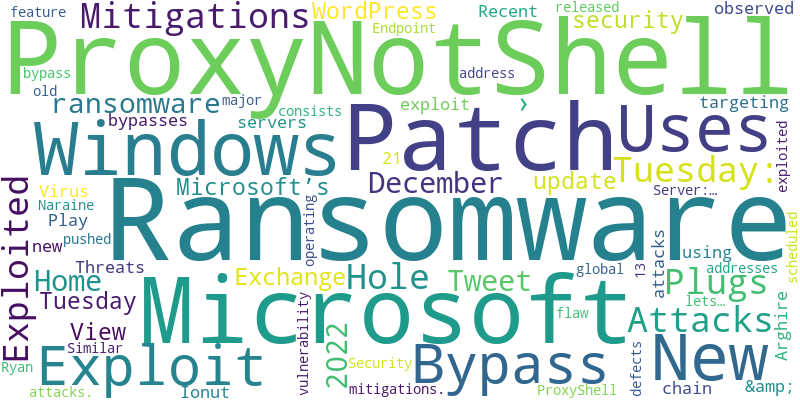 feature
Mitigations
WordPress
Recent
released
observed
ProxyNotShell
Endpoint
security
bypass
address
old
ransomware
major
consists
exploit
❯
targeting
bypasses
servers
Windows
Patch
Uses
21
Tuesday:
exploited
Virus
Microsoft’s
December
update
Server:…
Naraine
Play
Ransomware
operating
new
pushed
using
attacks
scheduled
Exploited
Threats
Home
Exchange
Hole
Tweet
global
13
addresses
Plugs
lets…
Tuesday
Microsoft
flaw
Attacks
View
vulnerability
2022
Similar
Exploit
Bypass
New
Arghire
Ryan
Security
defects
attacks.
Ionut
mitigations.
ProxyShell
chain
&amp;